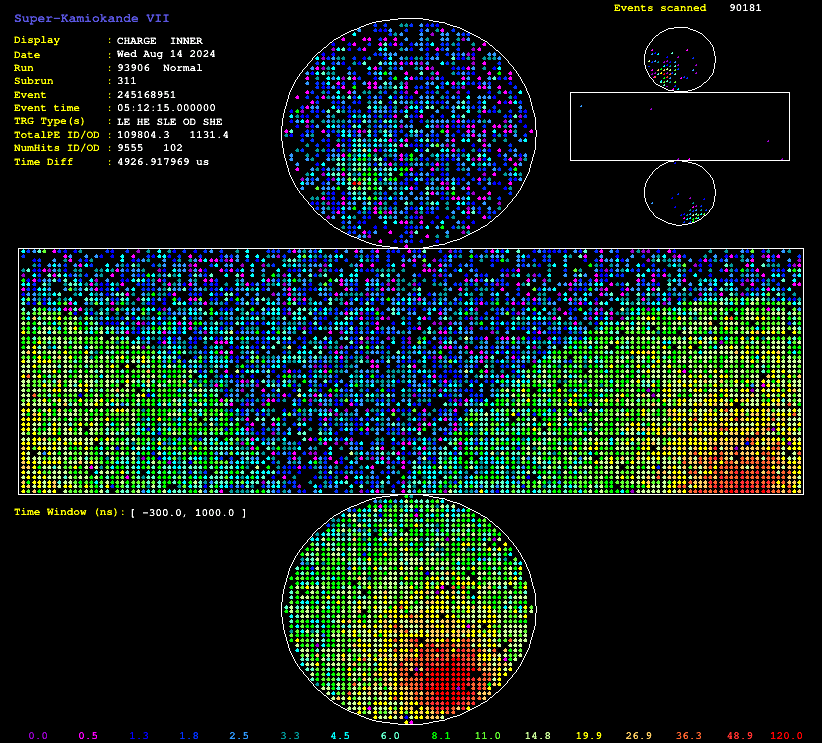 Super-Kamiokande VII
Events scanned 90181
Display : CHARGE INNER
Date : Wed Aug 14 2024
Run : 93906 Normal
Subrun : 311
Event : 245168951
Event time : 05:12:15.000000
TRG Type(s) : LE HE SLE OD SHE
TotalPE ID/OD : 109804.3 1131.4
NumHits ID/OD : 9555 102
Time Diff : 4926.917969 us
Time Window (ns): [ -300.0, 1000.0 ]
0.0 0.5 1.3 1.8 2.5 3.3 4.5 6.0 8.1 11.0 14.8 19.9 26.9 36.3 48.9 120.0